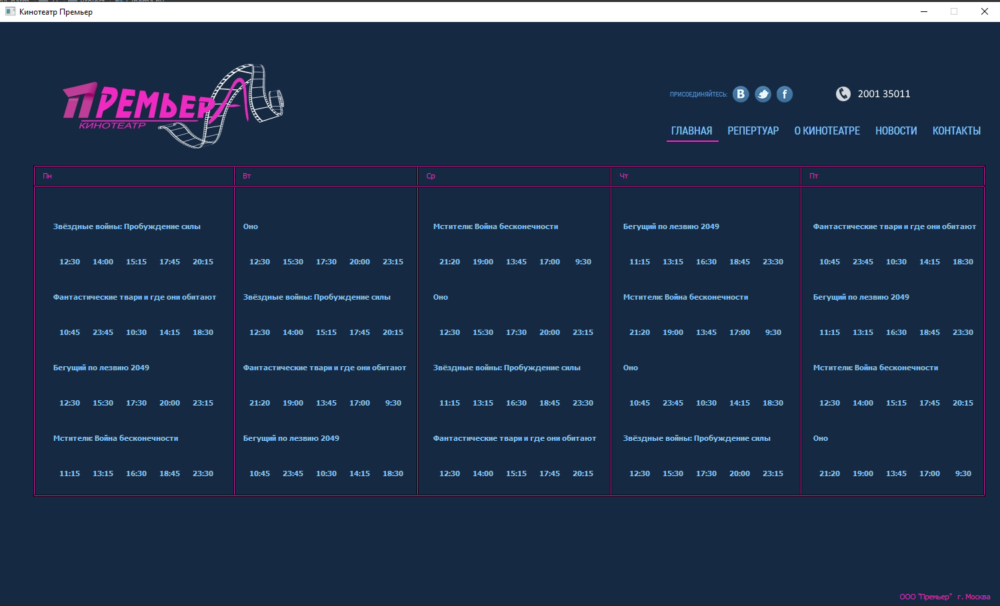 Кинотеатр Премьер
ПРЕМЬЕРА
КИНОТЕАТР
ПРИСОЕДИНЯЙТЕСЬ:
2001 35011
ГЛАВНАЯ РЕПЕРТУАР О КИНОТЕАТРЕ НОВОСТИ КОНТАКТЫ
Пн Вт Ср Чт Пт
Звёздные войны: Пробуждение силы Оно Мстители: Война бесконечности Бегущий по лезвию 2049 Фантастические твари и где они обитают
12:30 14:00 15:15 17:45 20:15 12:30 15:30 17:30 20:00 23:15 21:20 19:00 13:45 17:00 9:30 11:15 13:15 16:30 18:45 23:30 10:45 23:45 10:30 14:15 18:30
Фантастические твари и где они обитают Звёздные войны: Пробуждение силы Оно Мстители: Война бесконечности Бегущий по лезвию 2049
10:45 23:45 10:30 14:15 18:30 12:30 14:00 15:15 17:45 20:15 12:30 15:30 17:30 20:00 23:15 21:20 19:00 13:45 17:00 9:30 11:15 13:15 16:30 18:45 23:30
Бегущий по лезвию 2049 Фантастические твари и где они обитают Звёздные войны: Пробуждение силы Оно Мстители: Война бесконечности
12:30 15:30 17:30 20:00 23:15 21:20 19:00 13:45 17:00 9:30 11:15 13:15 16:30 18:45 23:30 10:45 23:45 10:30 14:15 18:30 12:30 14:00 15:15 17:45 20:15
Мстители: Война бесконечности Бегущий по лезвию 2049 Фантастические твари и где они обитают Звёздные войны: Пробуждение силы Оно
11:15 13:15 16:30 18:45 23:30 10:45 23:45 10:30 14:15 18:30 12:30 14:00 15:15 17:45 20:15 12:30 15:30 17:30 20:00 23:15 21:20 19:00 13:45 17:00 9:30
ООО "Премьер" г. Москва